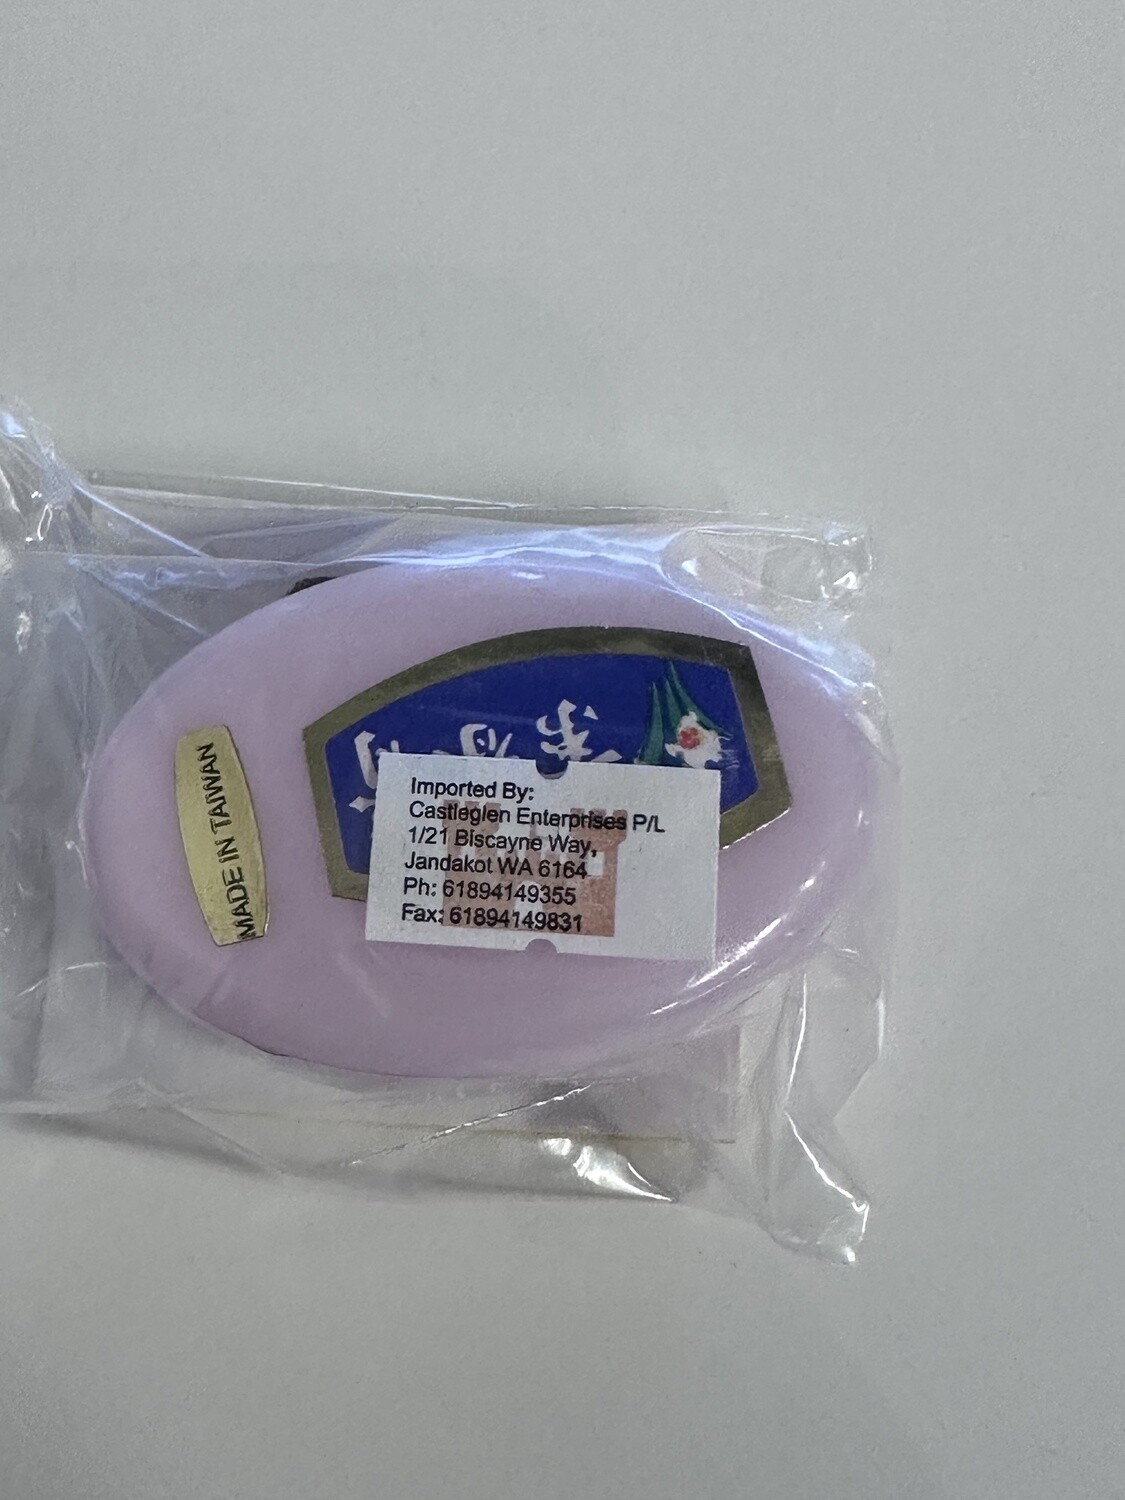 MADE IN TAIWAN
Imported By:
Castleglen Enterprises P/L
1/21 Biscayne Way,
Jandakot WA 6164
Ph: 61894149355
Fax: 61894149831